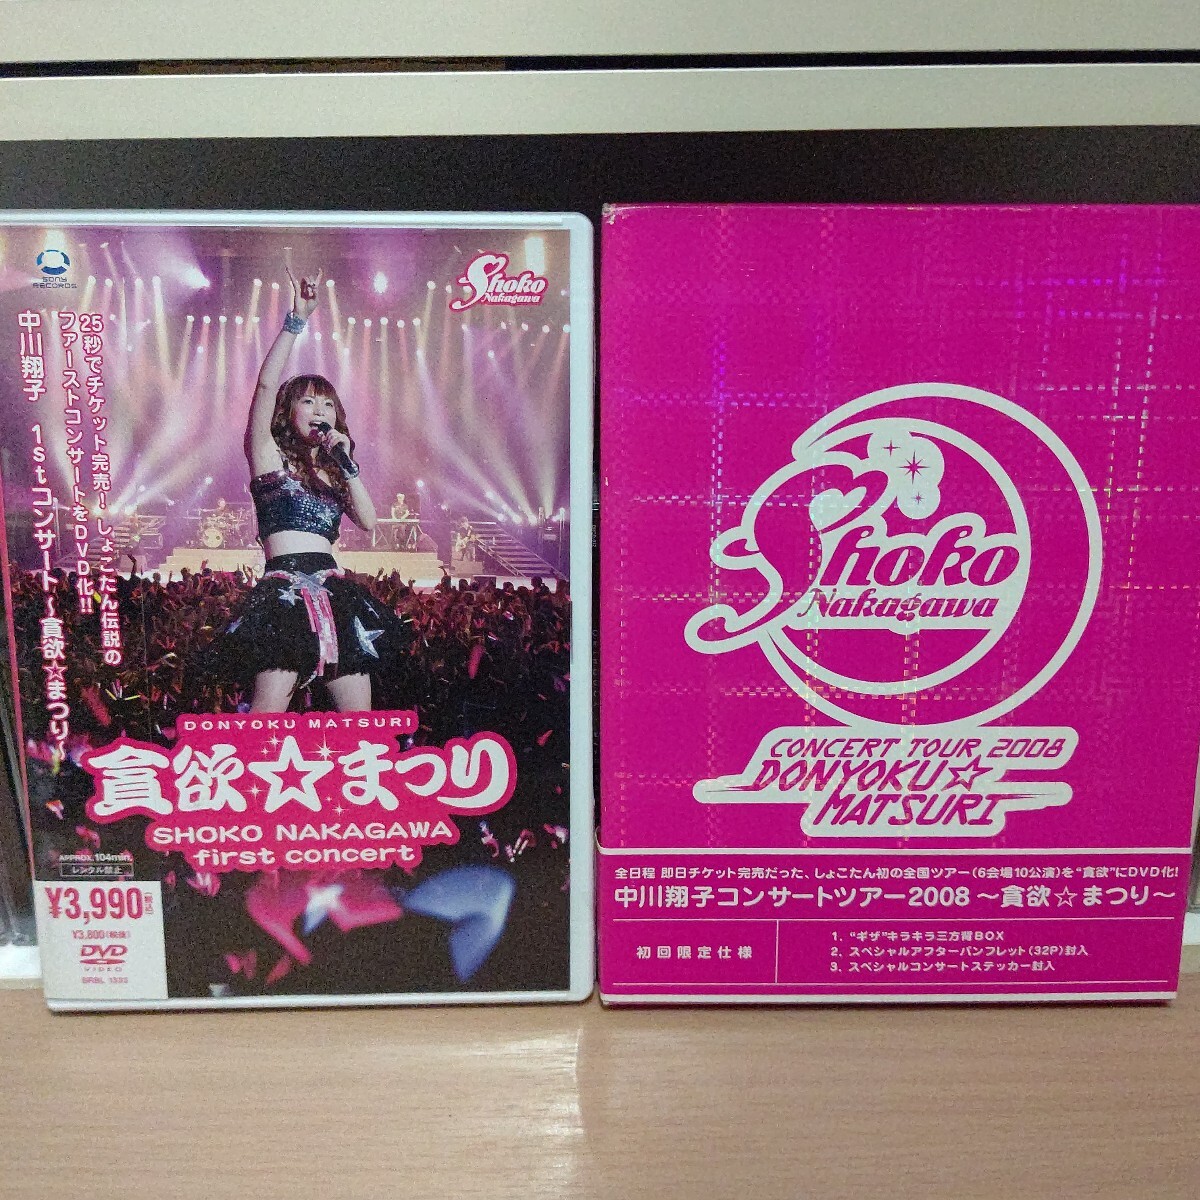 SONY
RECORDS
Shoko
Nakagawa
25秒でチケット完売!しょこたん伝説の
ファーストコンサートをDVD化!!
中川翔子 1stコンサート～貪欲☆まつり～
DONYOKU MATSURI
貪欲☆まつり
SHOKO NAKAGAWA
first concert
APPROX. 104min.
レンタル禁止
¥3,990(税込)
¥3,800(税抜)
DVD
VIDEO
SRBL 1333
Shoko
Nakagawa
CONCERT TOUR 2008
DONYOKU☆
MATSURI
全日程 即日チケット完売だった、しょこたん初の全国ツアー(6会場10公演)を"貪欲"にDVD化!
中川翔子コンサートツアー2008 ～貪欲☆まつり～
初回限定仕様
1. "ギザ"キラキラ三方背BOX
2. スペシャルアフターパンフレット(32P)封入
3. スペシャルコンサートステッカー封入